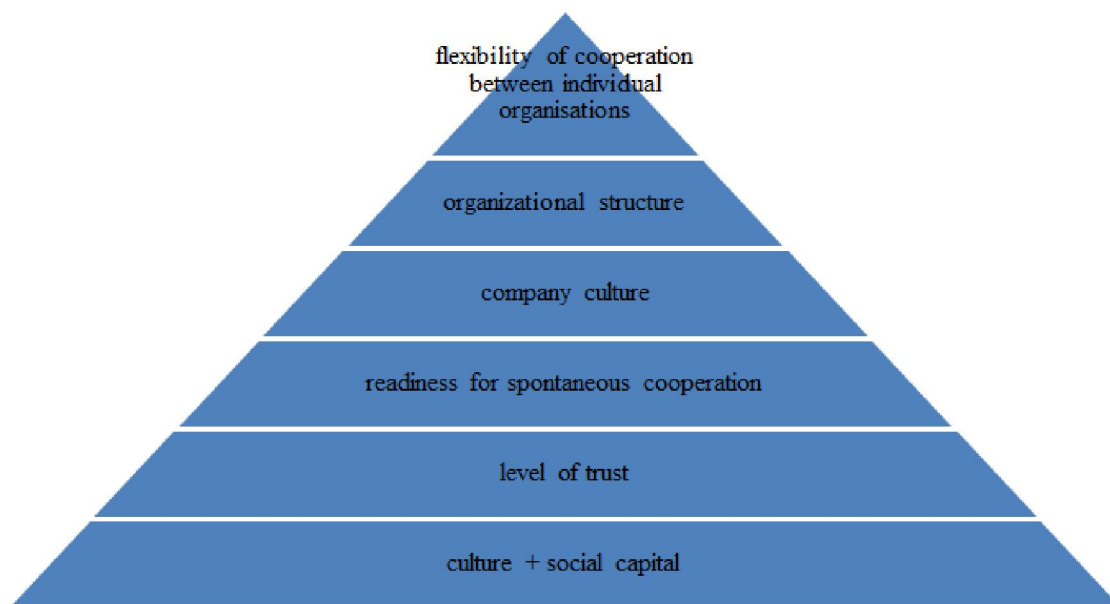 flexibility of cooperation
between individual
organisations
organizational structure
company culture
readiness for spontaneous cooperation
level of trust
culture + social capital